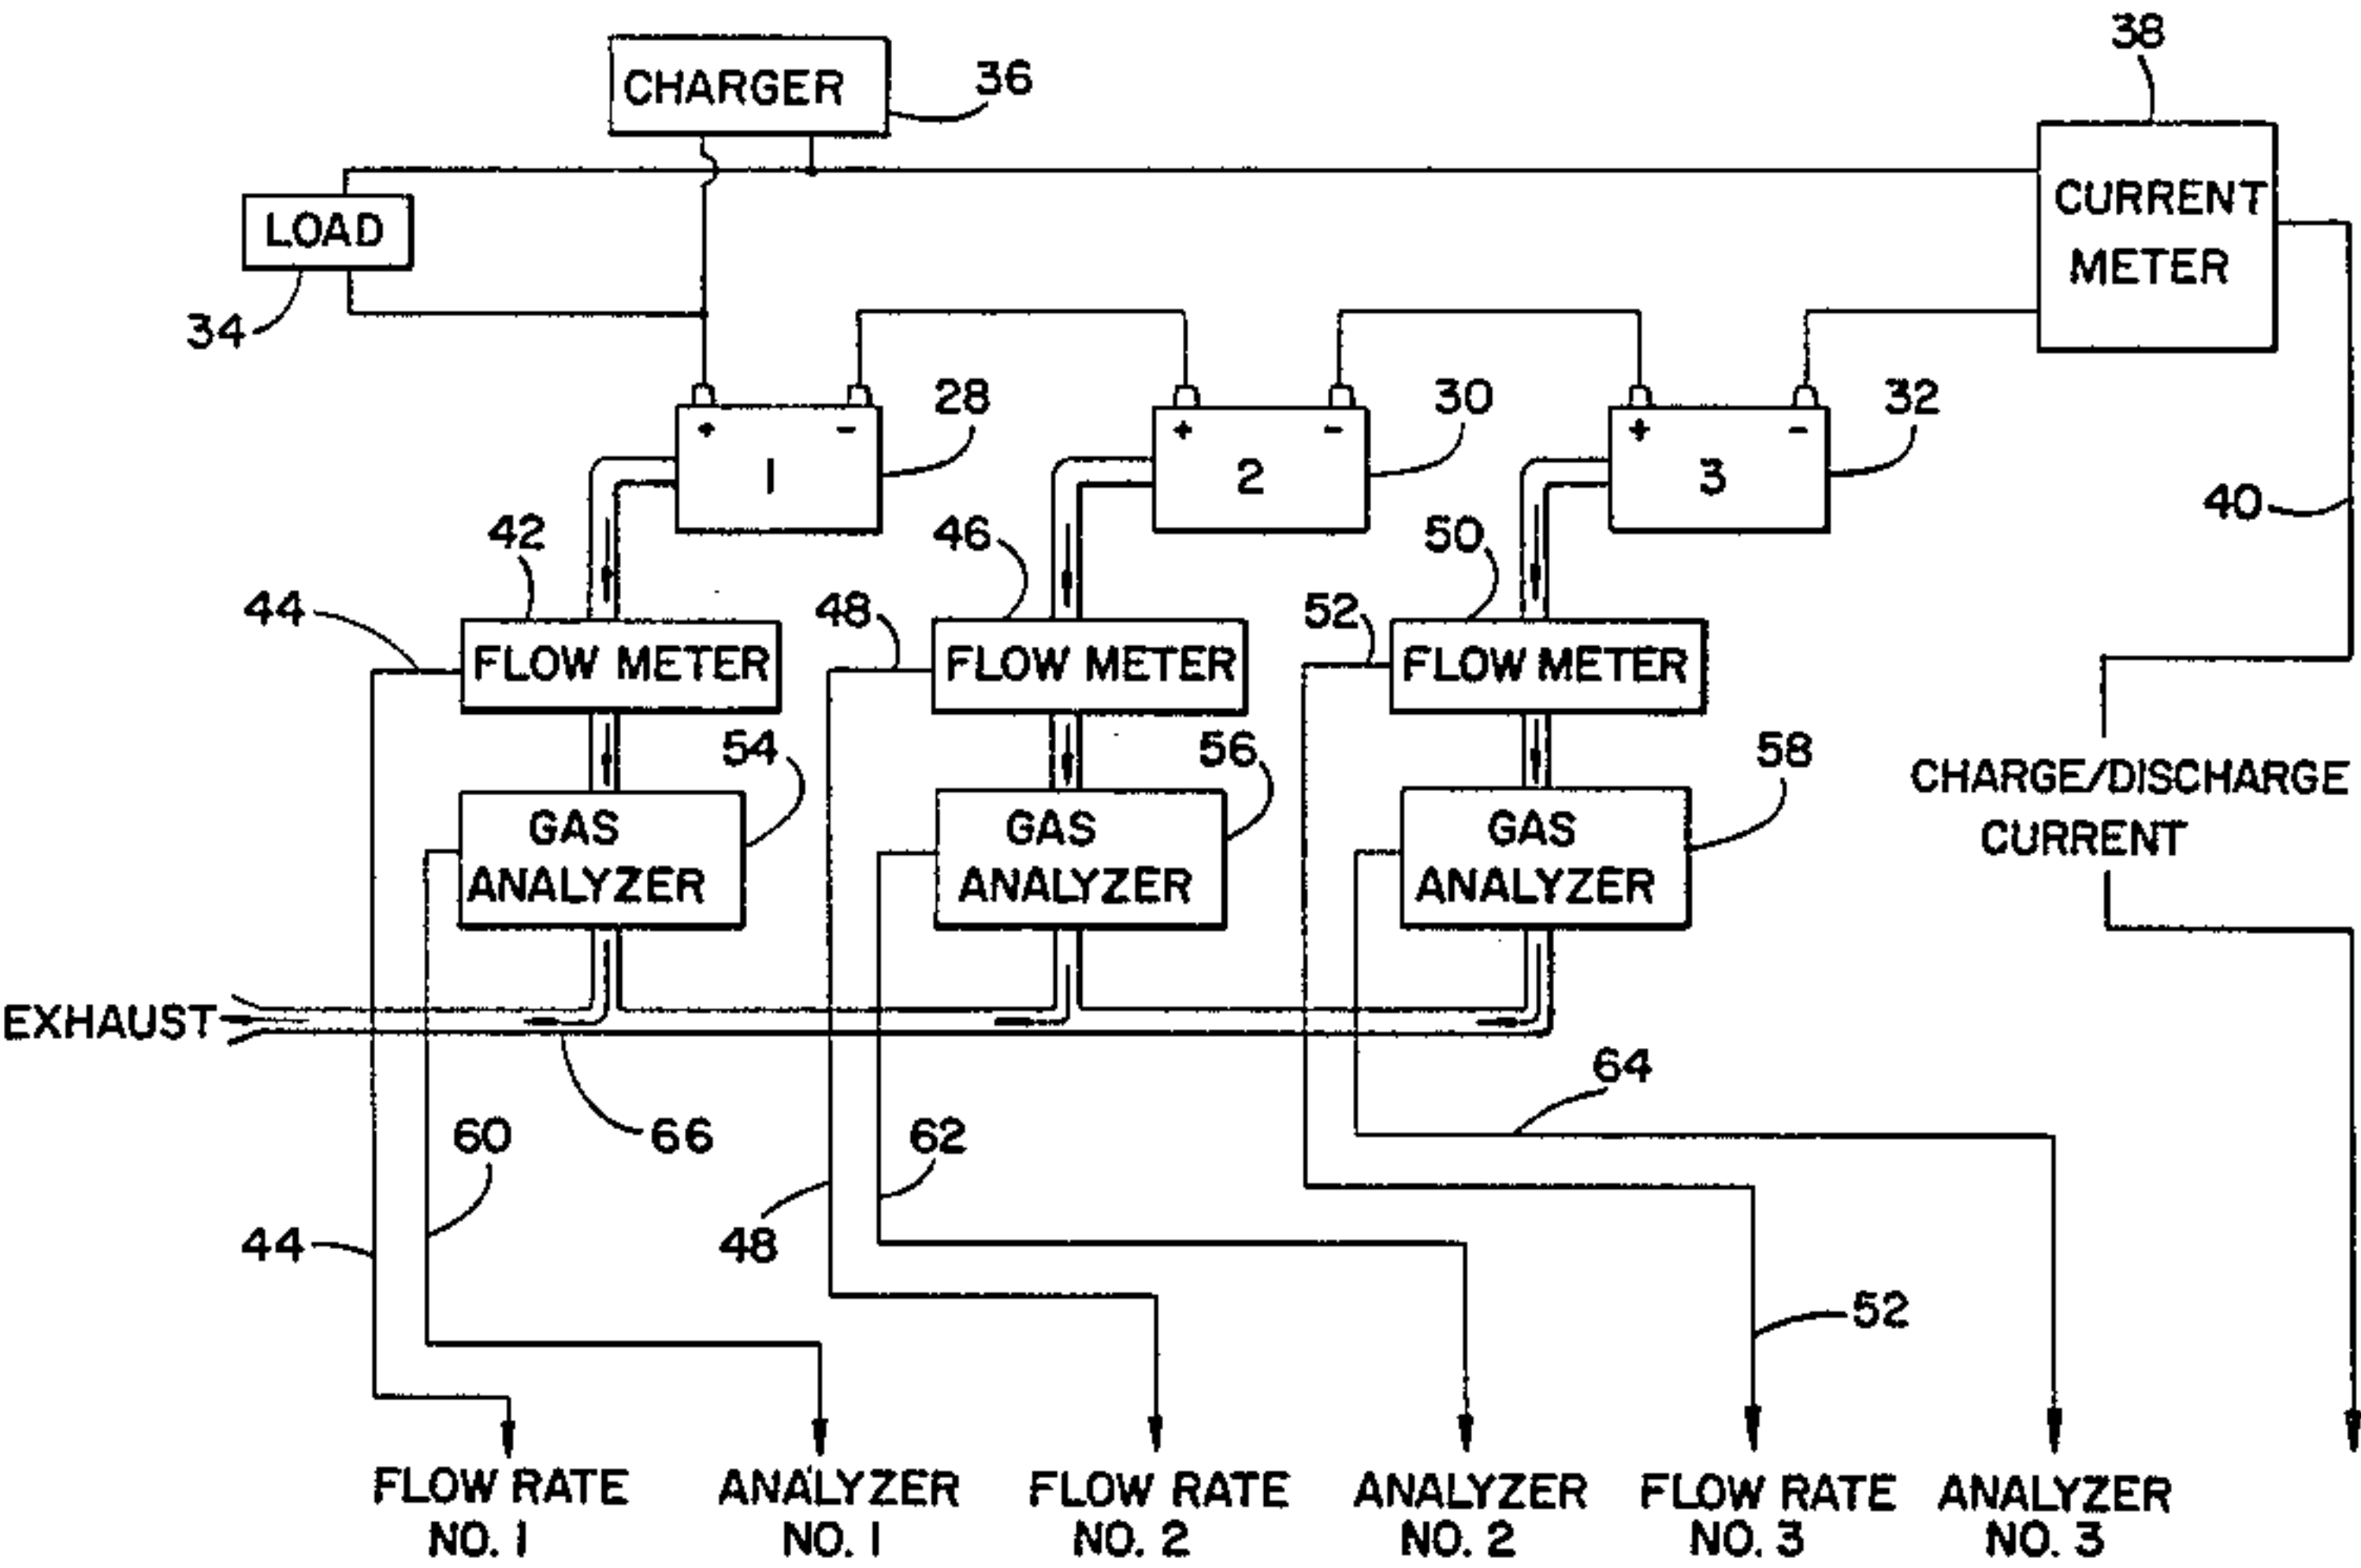 38
CHARGER
36
CURRENT
METER
LOAD
34
28
30
32
+ -
+ -
+ -
1
2
3
40
42
46
50
44
48
52
FLOW METER
FLOW METER
FLOW METER
54
56
58
CHARGE/DISCHARGE
CURRENT
GAS
ANALYZER
GAS
ANALYZER
GAS
ANALYZER
EXHAUST
64
60
66
62
44
48
52
FLOW RATE
NO. 1
ANALYZER
NO. 1
FLOW RATE
NO. 2
ANALYZER
NO. 2
FLOW RATE
NO. 3
ANALYZER
NO. 3